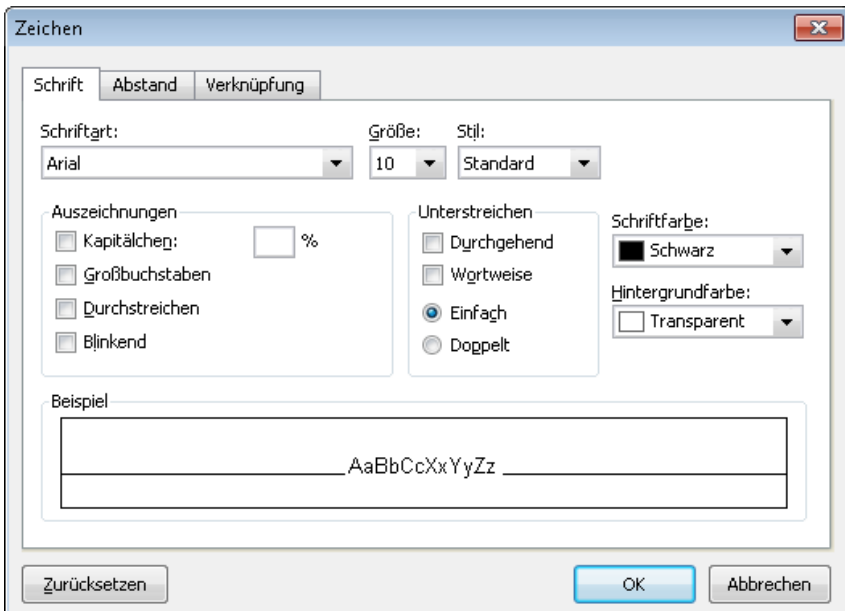 Zeichen
Schrift Abstand Verknüpfung
Schriftart: Größe: Stil:
Arial 10 Standard
Auszeichnungen Unterstreichen
Schriftfarbe:
Kapitälchen: % Durchgehend
Schwarz
Großbuchstaben Wortweise
Hintergrundfarbe:
Durchstreichen Einfach
Transparent
Blinkend Doppelt
Beispiel
AaBbCcXxYyZz
Zurücksetzen OK Abbrechen